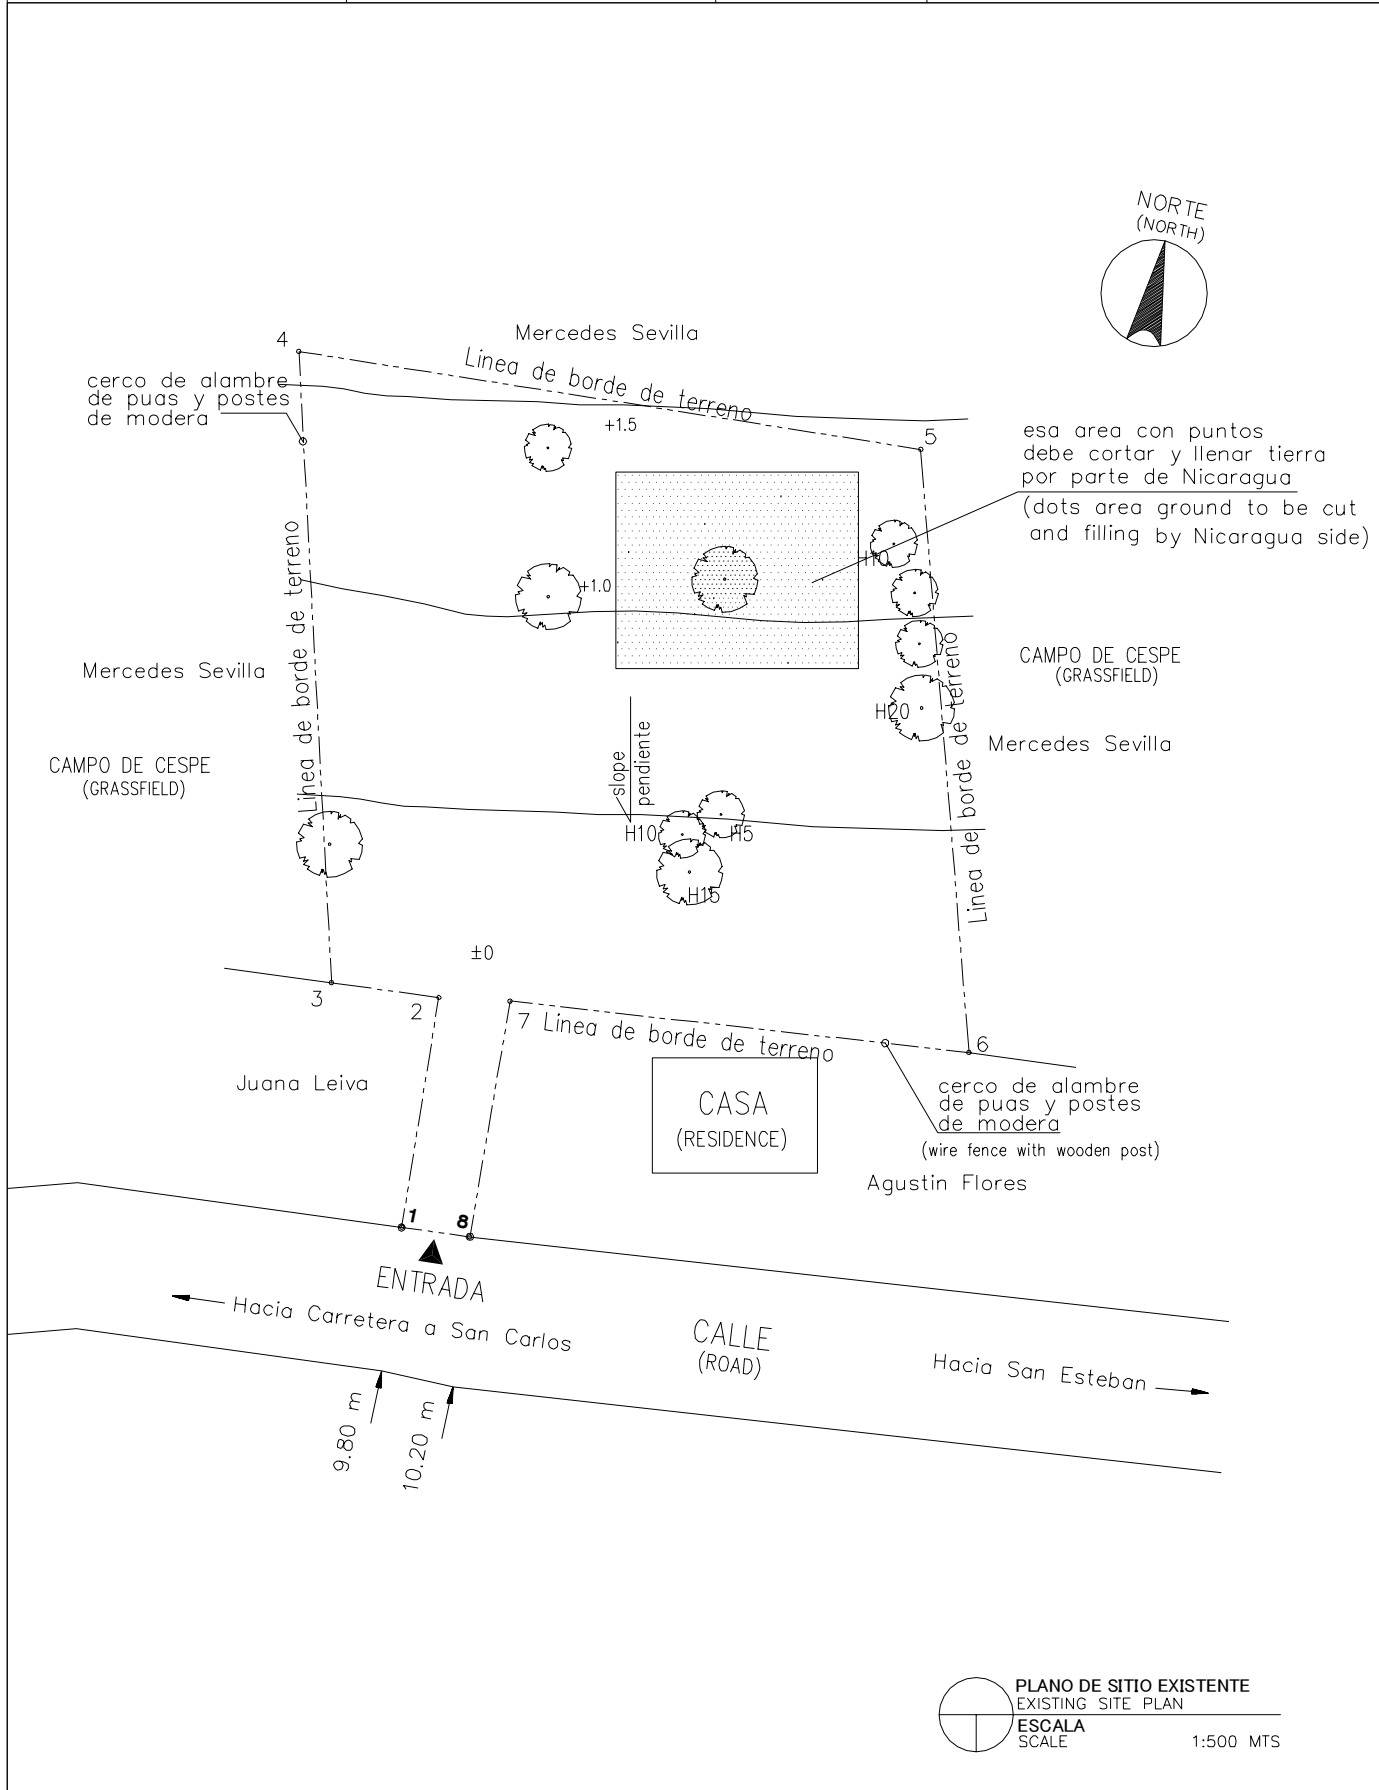 NORTE
(NORTH)
4
Mercedes Sevilla
Linea de borde de terreno
cerco de alambre
de puas y postes
de modera
+1.5
5
esa area con puntos
debe cortar y llenar tierra
por parte de Nicaragua
(dots area ground to be cut
and filling by Nicaragua side)
H10
+1.0
Linea de borde de terreno
Mercedes Sevilla
CAMPO DE CESPE
(GRASSFIELD)
CAMPO DE CESPE
(GRASSFIELD)
H20
Mercedes Sevilla
Linea de borde de terreno
slope
pendiente
H10
H5
H15
±0
3
2
7
Linea de borde de terreno
6
Juana Leiva
CASA
(RESIDENCE)
cerco de alambre
de puas y postes
de modera
(wire fence with wooden post)
Agustin Flores
1
8
ENTRADA
Hacia Carretera a San Carlos
CALLE
(ROAD)
Hacia San Esteban
9.80 m
10.20 m
PLANO DE SITIO EXISTENTE
EXISTING SITE PLAN
ESCALA
SCALE
1:500 MTS